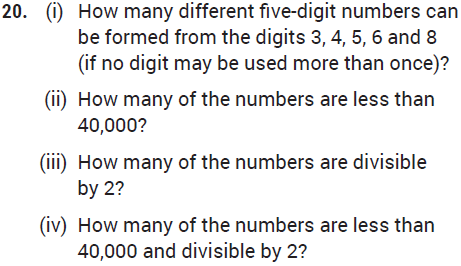 20. (i) How many different five-digit numbers can
be formed from the digits 3, 4, 5, 6 and 8
(if no digit may be used more than once)?
(ii) How many of the numbers are less than
40,000?
(iii) How many of the numbers are divisible
by 2?
(iv) How many of the numbers are less than
40,000 and divisible by 2?